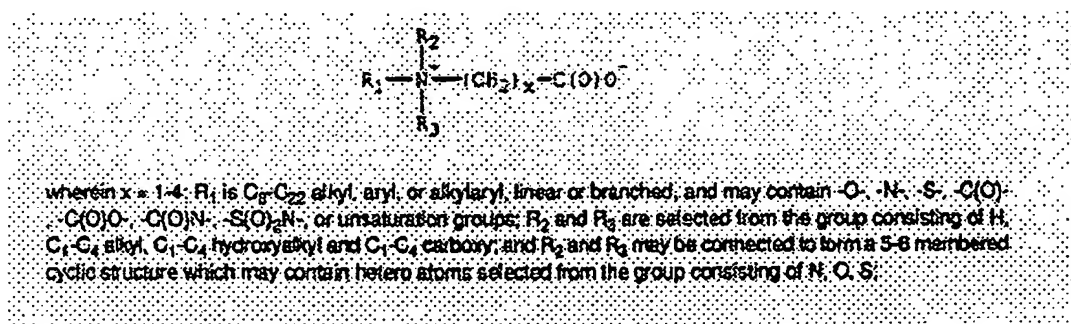 R2
R1—N+—(CH2)x—C(O)O-
R3
wherein x = 1-4; R1 is C8-C22 alkyl, aryl, or alkylaryl, linear or branched, and may contain -O-, -N-, -S-, -C(O)-
-C(O)O-, -C(O)N-, -S(O)2N-, or unsaturation groups; R2 and R3 are selected from the group consisting of H,
C1-C4 alkyl, C1-C4 hydroxyalkyl and C1-C4 carboxy; and R2 and R3 may be connected to form a 5-6 membered
cyclic structure which may contain hetero atoms selected from the group consisting of N, O, S;